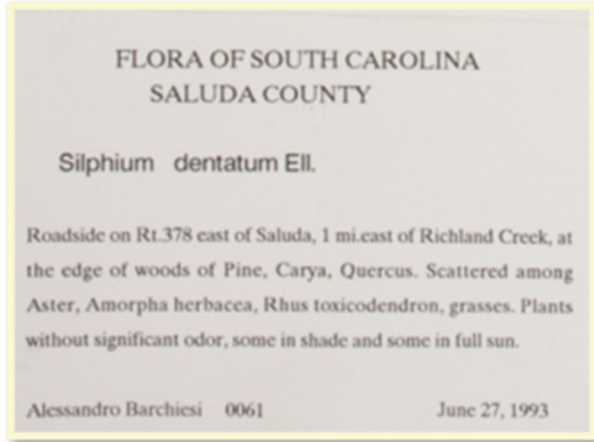 FLORA OF SOUTH CAROLINA
SALUDA COUNTY
Silphium dentatum Ell.
Roadside on Rt.378 east of Saluda, 1 mi.east of Richland Creek, at
the edge of woods of Pine, Carya, Quercus. Scattered among
Aster, Amorpha herbacea, Rhus toxicodendron, grasses. Plants
without significant odor, some in shade and some in full sun.
Alessandro Barchiesi 0061 June 27, 1993